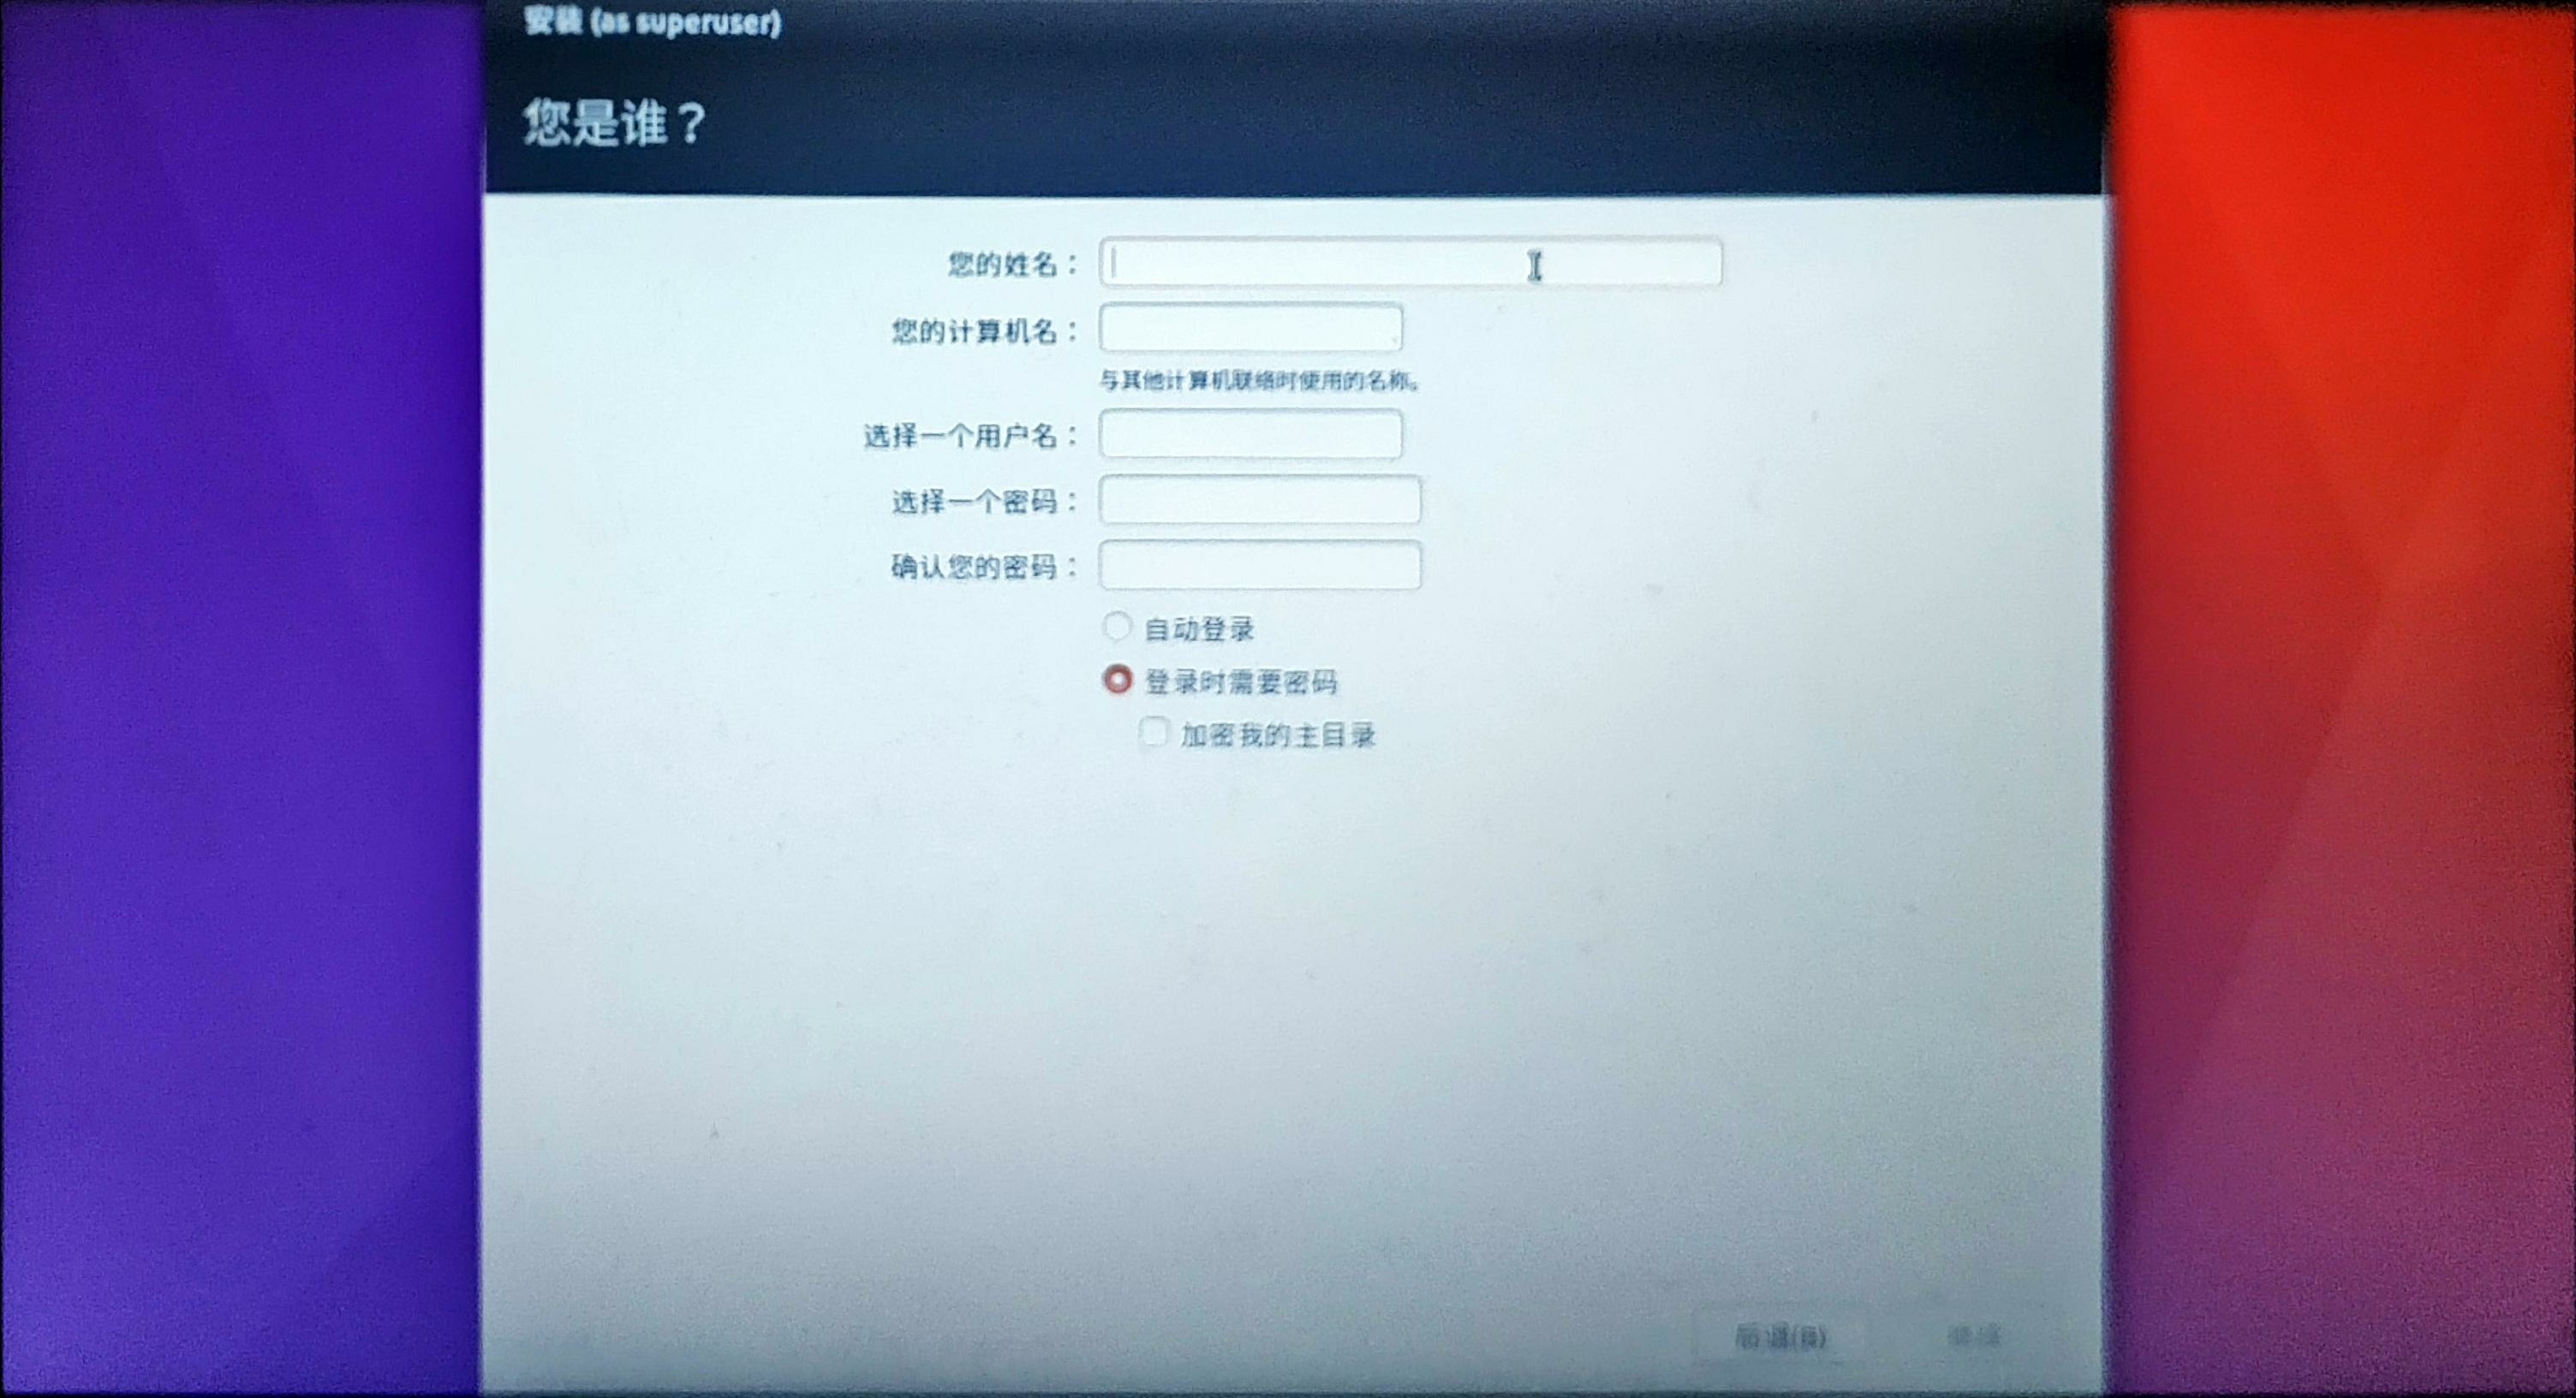 安装 (as superuser)
您是谁？
您的姓名：
您的计算机名：
与其他计算机联络时使用的名称。
选择一个用户名：
选择一个密码：
确认您的密码：
自动登录
登录时需要密码
加密我的主目录
后退(B)
继续